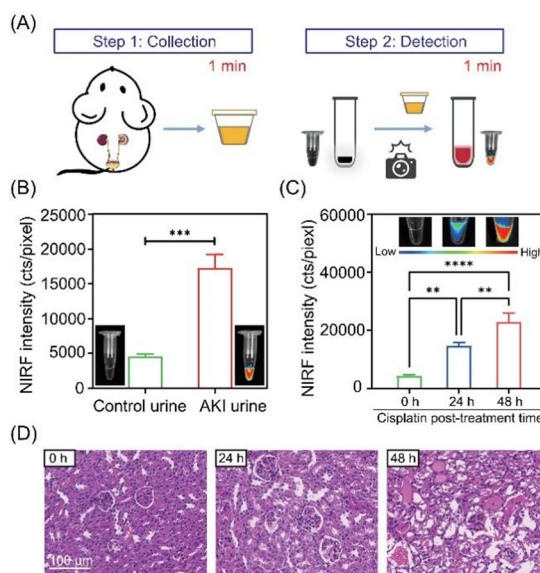 (A)
Step 1: Collection
1 min
Step 2: Detection
1 min
(B)
NIRF intensity (cts/pixel)
25000
20000
15000
10000
5000
0
***
Control urine
AKI urine
(C)
NIRF intensity (cts/piexl)
60000
40000
20000
0
Low
High
****
**
**
0 h
24 h
48 h
Cisplatin post-treatment time
(D)
0 h
100 μm
24 h
48 h